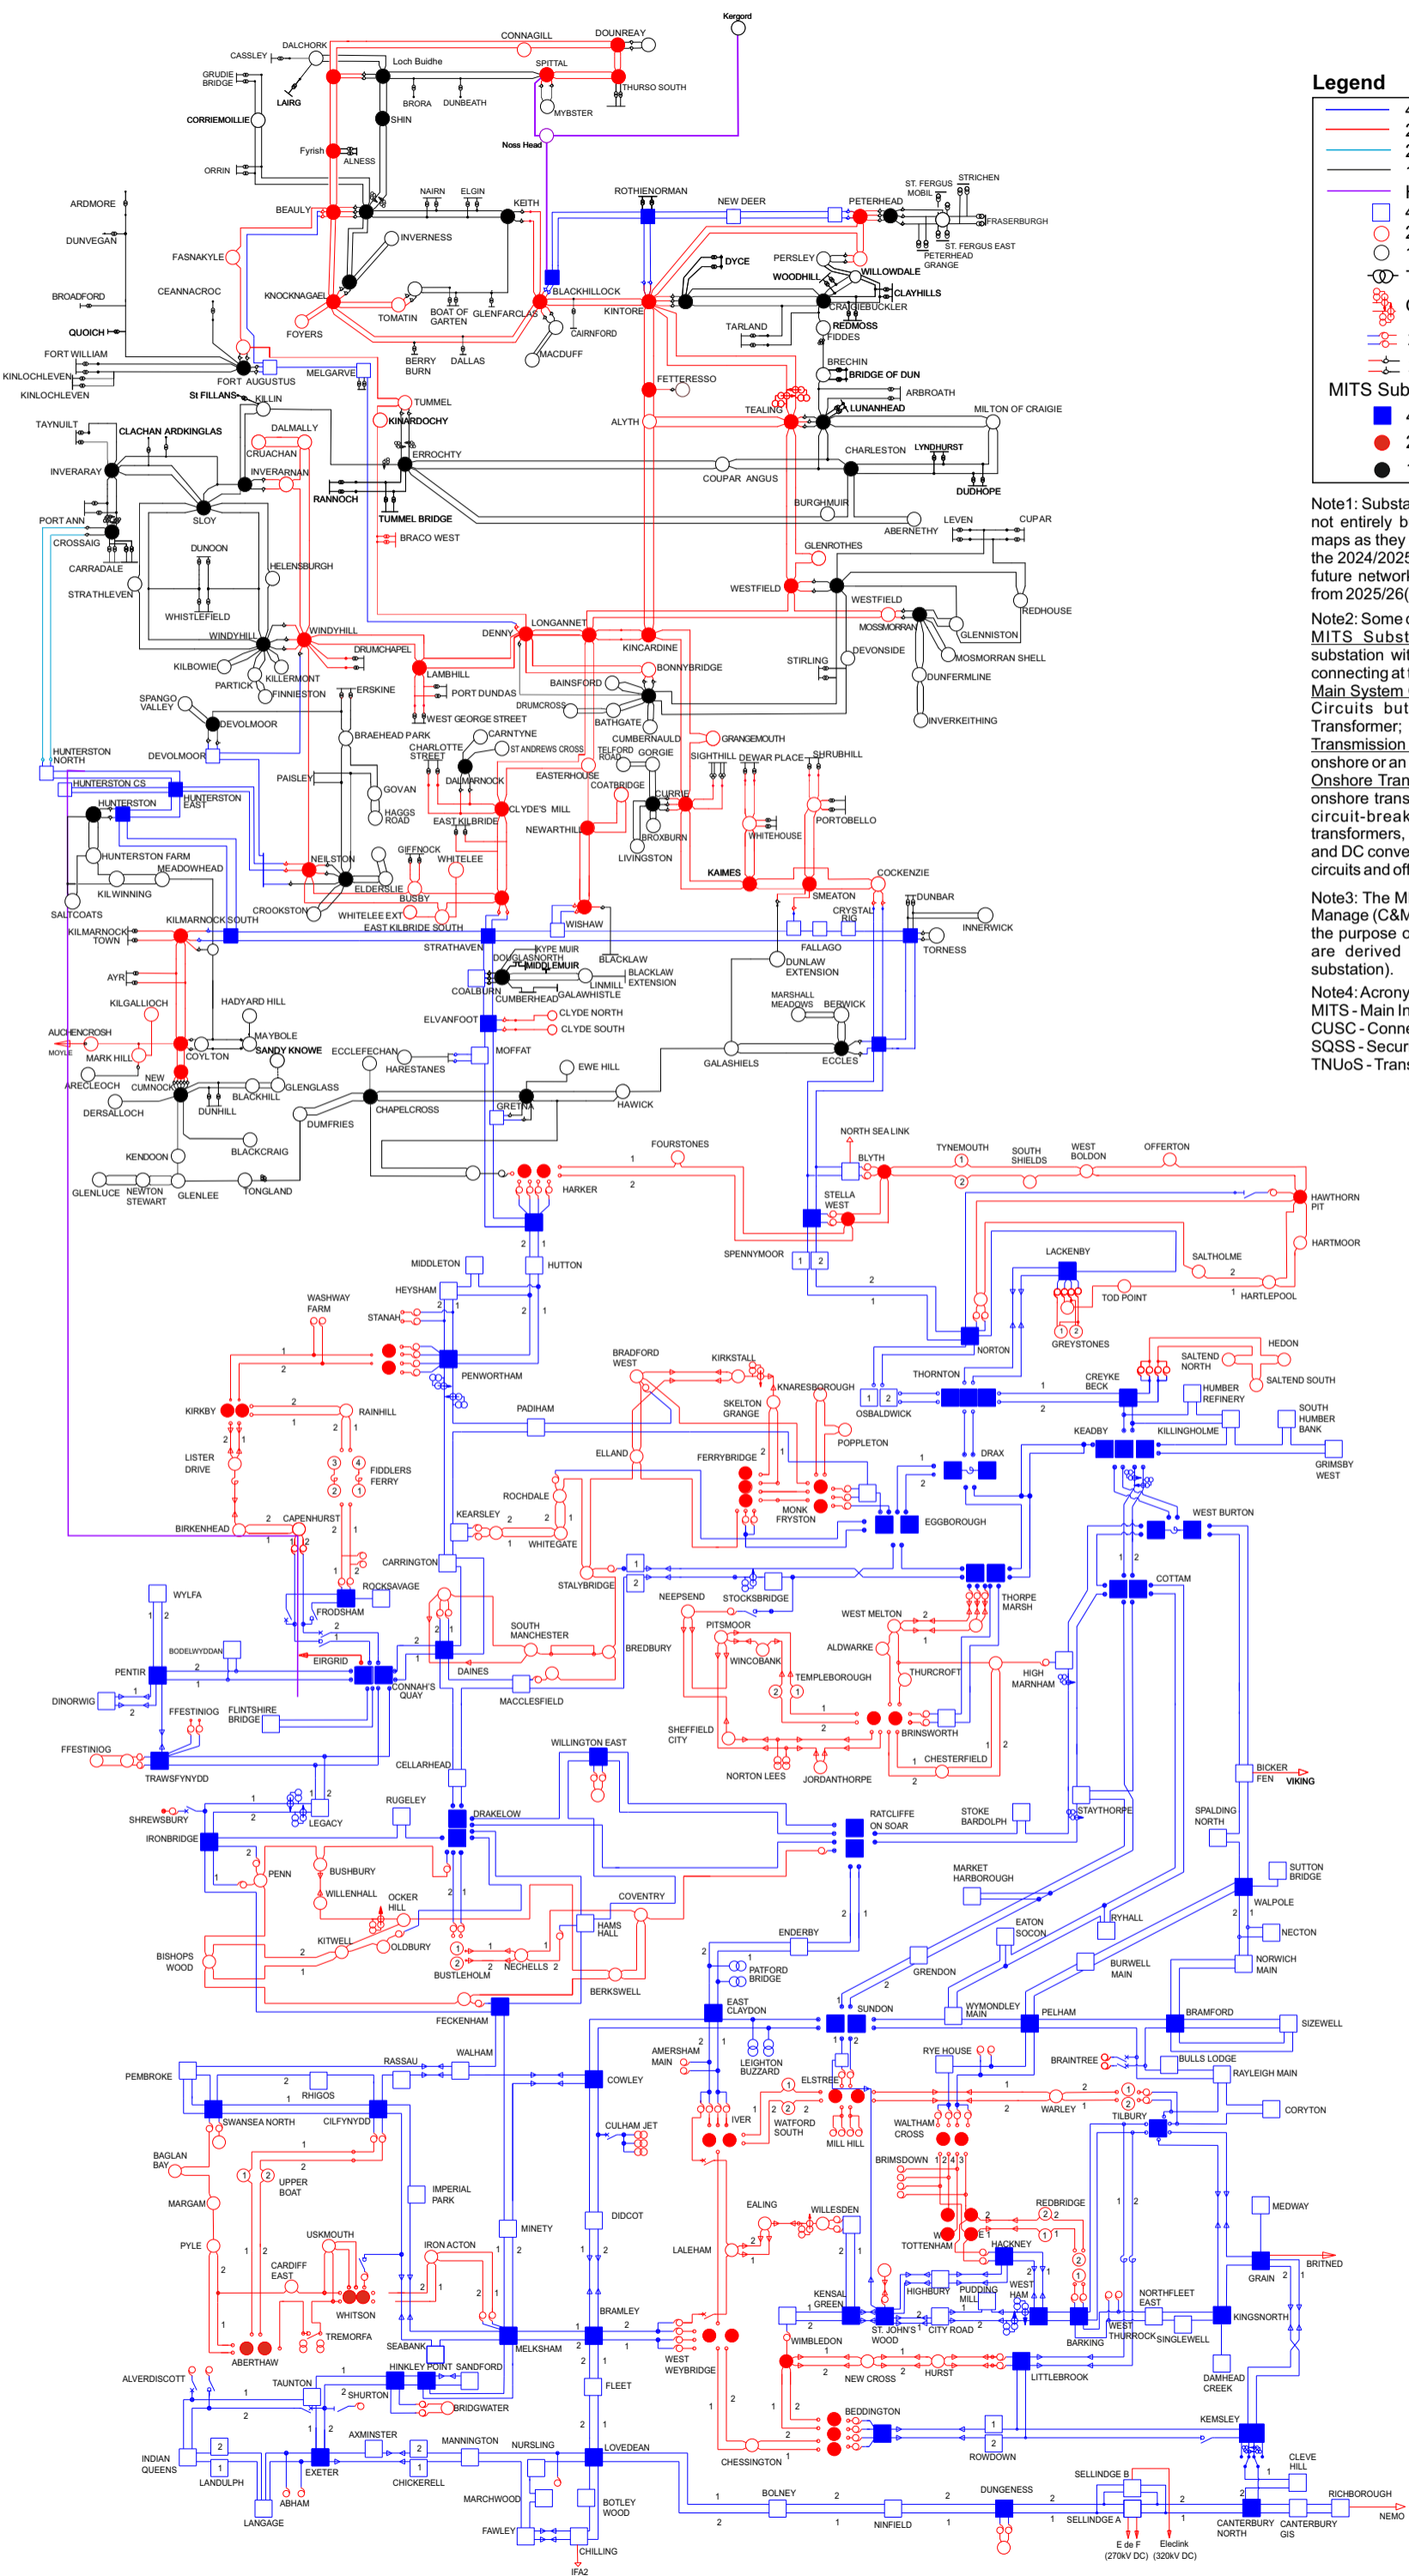 Kergord
CONNAGILL
DOUNREAY
DALCHORK
CASSLEY
Loch Buidhe
SPITTAL
GRUDIE
BRIDGE
LAIRG
BRORA
DUNBEATH
THURSO SOUTH
MYBSTER
CORRIEMOILLIE
SHIN
Noss Head
Fyrish
ALNESS
ORRIN
ARDMORE
NAIRN
ELGIN
KEITH
ROTHIENORMAN
NEW DEER
PETERHEAD
ST. FERGUS
MOBIL
STRICHEN
BEAULY
FRASERBURGH
DUNVEGAN
INVERNESS
ST. FERGUS EAST
PETERHEAD
GRANGE
FASNAKYLE
PERSLEY
DYCE
WOODHILL
WILLOWDALE
CEANNACROC
BROADFORD
KNOCKNAGAEL
BLACKHILLOCK
CLAYHILLS
TOMATIN
BOAT OF
GARTEN
GLENFARCLAS
KINTORE
CRAIGIEBUCKLER
FOYERS
CAIRNFORD
TARLAND
REDMOSS
FIDDES
QUOICH
MACDUFF
FORT WILLIAM
BERRY
BURN
DALLAS
BRECHIN
BRIDGE OF DUN
KINLOCHLEVEN
FORT AUGUSTUS
MELGARVE
FETTERESSO
KINLOCHLEVEN
St FILLANS
KILLIN
ARBROATH
TUMMEL
TEALING
LUNANHEAD
MILTON OF CRAIGIE
KINARDOCHY
ALYTH
TAYNUILT
CLACHAN ARDKINGLAS
DALMALLY
CRUACHAN
ERROCHTY
CHARLESTON
LYNDHURST
INVERARAY
INVERARNAN
COUPAR ANGUS
RANNOCH
DUDHOPE
SLOY
TUMMEL BRIDGE
BURGHMUIR
ABERNETHY
PORT ANN
CROSSAIG
BRACO WEST
LEVEN
CUPAR
CARRADALE
DUNOON
HELENSBURGH
GLENROTHES
STRATHLEVEN
WHISTLEFIELD
WESTFIELD
WESTFIELD
REDHOUSE
WINDYHILL
WINDYHILL
DENNY
LONGANNET
KINCARDINE
MOSSMORRAN
GLENNISTON
DRUMCHAPEL
KILBOWIE
DEVONSIDE
MOSMORRAN SHELL
PARTICK
KILLERMONT
FINNIESTON
LAMBHILL
BONNYBRIDGE
STIRLING
DUNFERMLINE
ERSKINE
PORT DUNDAS
BAINSFORD
SPANGO
VALLEY
DRUMCROSS
BATHGATE
INVERKEITHING
DEVOLMOOR
WEST GEORGE STREET
CUMBERNAULD
GRANGEMOUTH
BRAEHEAD PARK
CHARLOTTE
STREET
CARNTYNE
ST ANDREWS CROSS
TELFORD
ROAD
GORGIE
SIGHTHILL
DEWAR PLACE
SHRUBHILL
HUNTERSTON
NORTH
DEVOLMOOR
DALMARNOCK
EASTERHOUSE
HUNTERSTON CS
HUNTERSTON
EAST
PAISLEY
GOVAN
COATBRIDGE
CURRIE
HUNTERSTON
HAGGS
ROAD
EAST KILBRIDE
CLYDE'S MILL
NEWARTHILL
BROXBURN
WHITEHOUSE
PORTOBELLO
LIVINGSTON
HUNTERSTON FARM
MEADOWHEAD
NEILSTON
GIFFNOCK
WHITELEE
KAIMES
COCKENZIE
KILWINNING
ELDERSLIE
BUSBY
SMEATON
SALTCOATS
CROOKSTON
WHITELEE EXT
EAST KILBRIDE SOUTH
CRYSTAL
RIG
DUNBAR
INNERWICK
KILMARNOCK SOUTH
KILMARNOCK
TOWN
WISHAW
FALLAGO
TORNESS
STRATHAVEN
KYPE MUIR
DOUGLASNORTH
MIDDLEMUIR
BLACKLAW
DUNLAW
EXTENSION
AYR
LINMILL
BLACKLAW
EXTENSION
COALBURN
GALAWHISTLE
CUMBERHEAD
KILGALLIOCH
HADYARD HILL
MARSHALL
MEADOWS
BERWICK
ELVANFOOT
CLYDE NORTH
CLYDE SOUTH
AUCHENCROSH
MOYLE
MAYBOLE
SANDY KNOWE
ECCLEFECHAN
MARK HILL
COYLTON
HARESTANES
MOFFAT
GALASHIELS
ECCLES
ARECLEOCH
NEW
CUMNOCK
GLENGLASS
BLACKHILL
EWE HILL
DERSALLOCH
DUNHILL
CHAPELCROSS
GRETNA
HAWICK
DUMFRIES
BLACKCRAIG
KENDOON
GLENLUCE
NEWTON
STEWART
GLENLEE
TONGLAND
HARKER
FOURSTONES
NORTH SEA LINK
BLYTH
TYNEMOUTH
SOUTH
SHIELDS
WEST
BOLDON
OFFERTON
STELLA
WEST
HAWTHORN
PIT
SPENNYMOOR
HARTMOOR
MIDDLETON
HUTTON
LACKENBY
SALTHOLME
HEYSHAM
WASHWAY
FARM
STANAH
TOD POINT
HARTLEPOOL
NORTON
GREYSTONES
PENWORTHAM
BRADFORD
WEST
KIRKSTALL
THORNTON
CREYKE
BECK
SALTEND
NORTH
HEDON
KNARESBOROUGH
OSBALDWICK
SALTEND SOUTH
HUMBER
REFINERY
KIRKBY
RAINHILL
PADIHAM
SKELTON
GRANGE
SOUTH
HUMBER
BANK
POPPLETON
KEADBY
KILLINGHOLME
LISTER
DRIVE
FIDDLERS
FERRY
ELLAND
FERRYBRIDGE
DRAX
GRIMSBY
WEST
ROCHDALE
MONK
FRYSTON
EGGBOROUGH
WEST BURTON
KEARSLEY
BIRKENHEAD
CAPENHURST
WHITEGATE
CARRINGTON
STALYBRIDGE
COTTAM
WYLFA
ROCKSAVAGE
FRODSHAM
STOCKSBRIDGE
THORPE
MARSH
NEEPSEND
WEST MELTON
SOUTH
MANCHESTER
PITSMOOR
BODELWYDDAN
EIRGRID
BREDBURY
WINCOBANK
ALDWARKE
PENTIR
DAINES
TEMPLEBOROUGH
THURCROFT
HIGH
MARNHAM
DINORWIG
CONNAH'S
QUAY
MACCLESFIELD
FFESTINIOG
FLINTSHIRE
BRIDGE
SHEFFIELD
CITY
BRINSWORTH
FFESTINIOG
WILLINGTON EAST
TRAWSFYNYDD
CELLARHEAD
NORTON LEES
JORDANTHORPE
CHESTERFIELD
BICKER
FEN
VIKING
SHREWSBURY
LEGACY
RUGELEY
DRAKELOW
RATCLIFFE
ON SOAR
STOKE
BARDOLPH
STAYTHORPE
SPALDING
NORTH
IRONBRIDGE
PENN
BUSHBURY
MARKET
HARBOROUGH
SUTTON
BRIDGE
WILLENHALL
OCKER
HILL
COVENTRY
WALPOLE
HAMS
HALL
ENDERBY
EATON
SOCON
RYHALL
NECTON
KITWELL
OLDBURY
BISHOPS
WOOD
BUSTLEHOLM
NECHELLS
BERKSWELL
PATFORD
BRIDGE
GRENDON
BURWELL
MAIN
NORWICH
MAIN
FECKENHAM
EAST
CLAYDON
SUNDON
WYMONDLEY
MAIN
PELHAM
BRAMFORD
SIZEWELL
WALHAM
RASSAU
AMERSHAM
MAIN
LEIGHTON
BUZZARD
RYE HOUSE
BRAINTREE
BULLS LODGE
PEMBROKE
RHIGOS
COWLEY
ELSTREE
RAYLEIGH MAIN
SWANSEA NORTH
CILFYNYDD
CULHAM JET
IVER
WATFORD
SOUTH
MILL HILL
WALTHAM
CROSS
WARLEY
TILBURY
CORYTON
BAGLAN
BAY
UPPER
BOAT
IMPERIAL
PARK
BRIMSDOWN
MARGAM
DIDCOT
EALING
WILLESDEN
REDBRIDGE
MEDWAY
PYLE
USKMOUTH
MINETY
IRON ACTON
LALEHAM
TOTTENHAM
HACKNEY
CARDIFF
EAST
GRAIN
BRITNED
WHITSON
TREMORFA
BRAMLEY
KENSAL
GREEN
HIGHBURY
PUDDING
MILL
WEST
HAM
NORTHFLEET
EAST
ST. JOHN'S
WOOD
CITY ROAD
BARKING
WEST
THURROCK
SINGLEWELL
KINGSNORTH
ABERTHAW
SEABANK
MELKSHAM
WEST
WEYBRIDGE
WIMBLEDON
NEW CROSS
HURST
LITTLEBROOK
DAMHEAD
CREEK
ALVERDISCOTT
TAUNTON
HINKLEY POINT
SANDFORD
SHURTON
BRIDGWATER
FLEET
BEDDINGTON
KEMSLEY
AXMINSTER
MANNINGTON
NURSLING
LOVEDEAN
CHESSINGTON
ROWDOWN
INDIAN
QUEENS
LANDULPH
EXETER
CHICKERELL
CLEVE
HILL
LANGAGE
ABHAM
MARCHWOOD
BOTLEY
WOOD
BOLNEY
NINFIELD
DUNGENESS
SELLINDGE B
SELLINDGE A
RICHBOROUGH
NEMO
FAWLEY
CHILLING
IFA2
CANTERBURY
NORTH
CANTERBURY
GIS
E de F
(270kV DC)
Eleclink
(320kV DC)
Legend
MITS Sub
Note1: Substa
not entirely b
maps as they
the 2024/2025
future network
from 2025/26(
Note2: Some o
MITS Subst
substation wit
connecting at t
Main System
Circuits but
Transformer;
Transmission
onshore or an
Onshore Tran
onshore trans
circuit-break
transformers,
and DC conve
circuits and off
Note3: The MI
Manage (C&M
the purpose o
are derived
substation).
Note4: Acrony
MITS - Main In
CUSC - Conne
SQSS - Secur
TNUoS - Trans